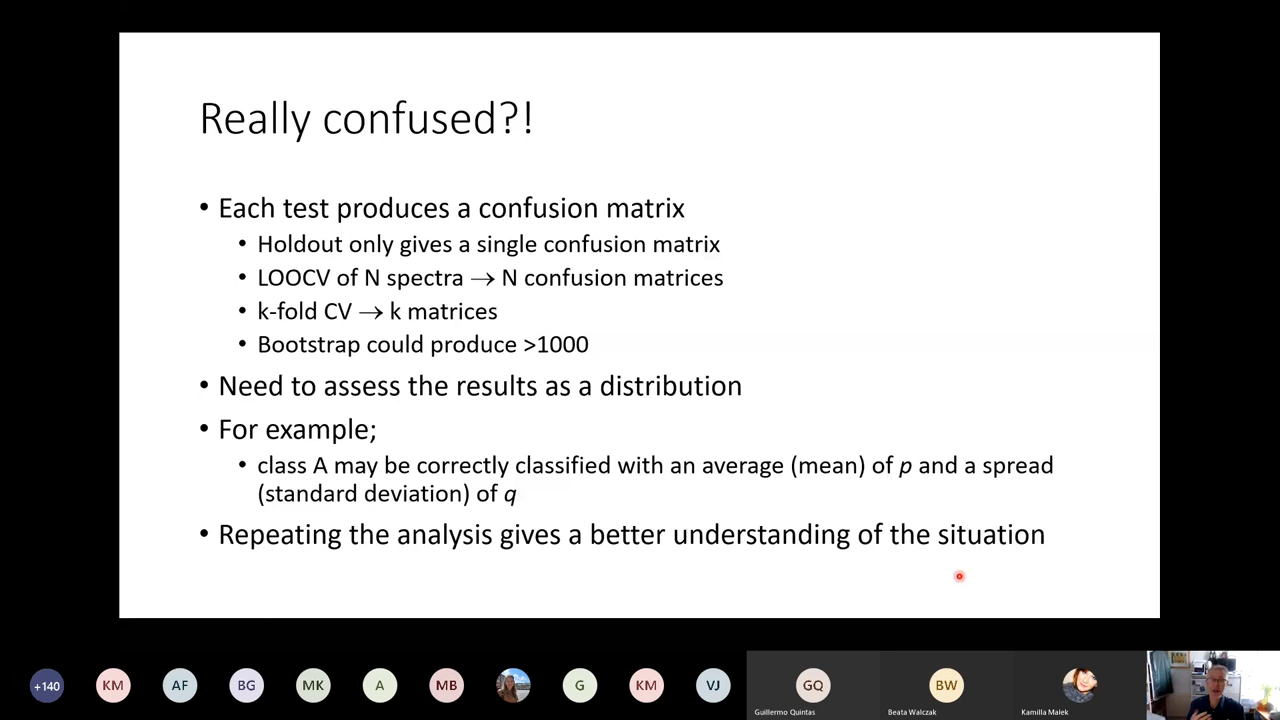 Really confused?!
• Each test produces a confusion matrix
• Holdout only gives a single confusion matrix
• LOOCV of N spectra → N confusion matrices
• k-fold CV → k matrices
• Bootstrap could produce >1000
• Need to assess the results as a distribution
• For example;
• class A may be correctly classified with an average (mean) of p and a spread
(standard deviation) of q
• Repeating the analysis gives a better understanding of the situation
+140 KM AF BG MK A MB G KM VJ GQ BW
Guillermo Quintas Beata Walczak Kamilla Małek